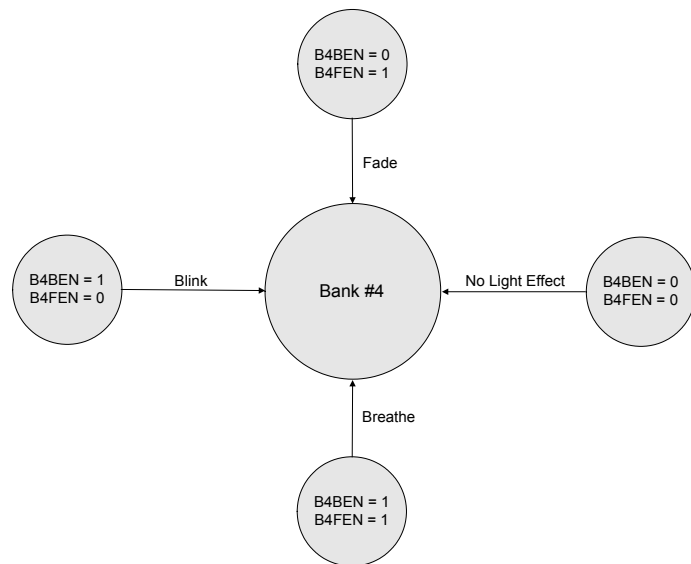 B4BEN = 0
B4FEN = 1
Fade
B4BEN = 1
B4FEN = 0
Blink
Bank #4
No Light Effect
B4BEN = 0
B4FEN = 0
Breathe
B4BEN = 1
B4FEN = 1